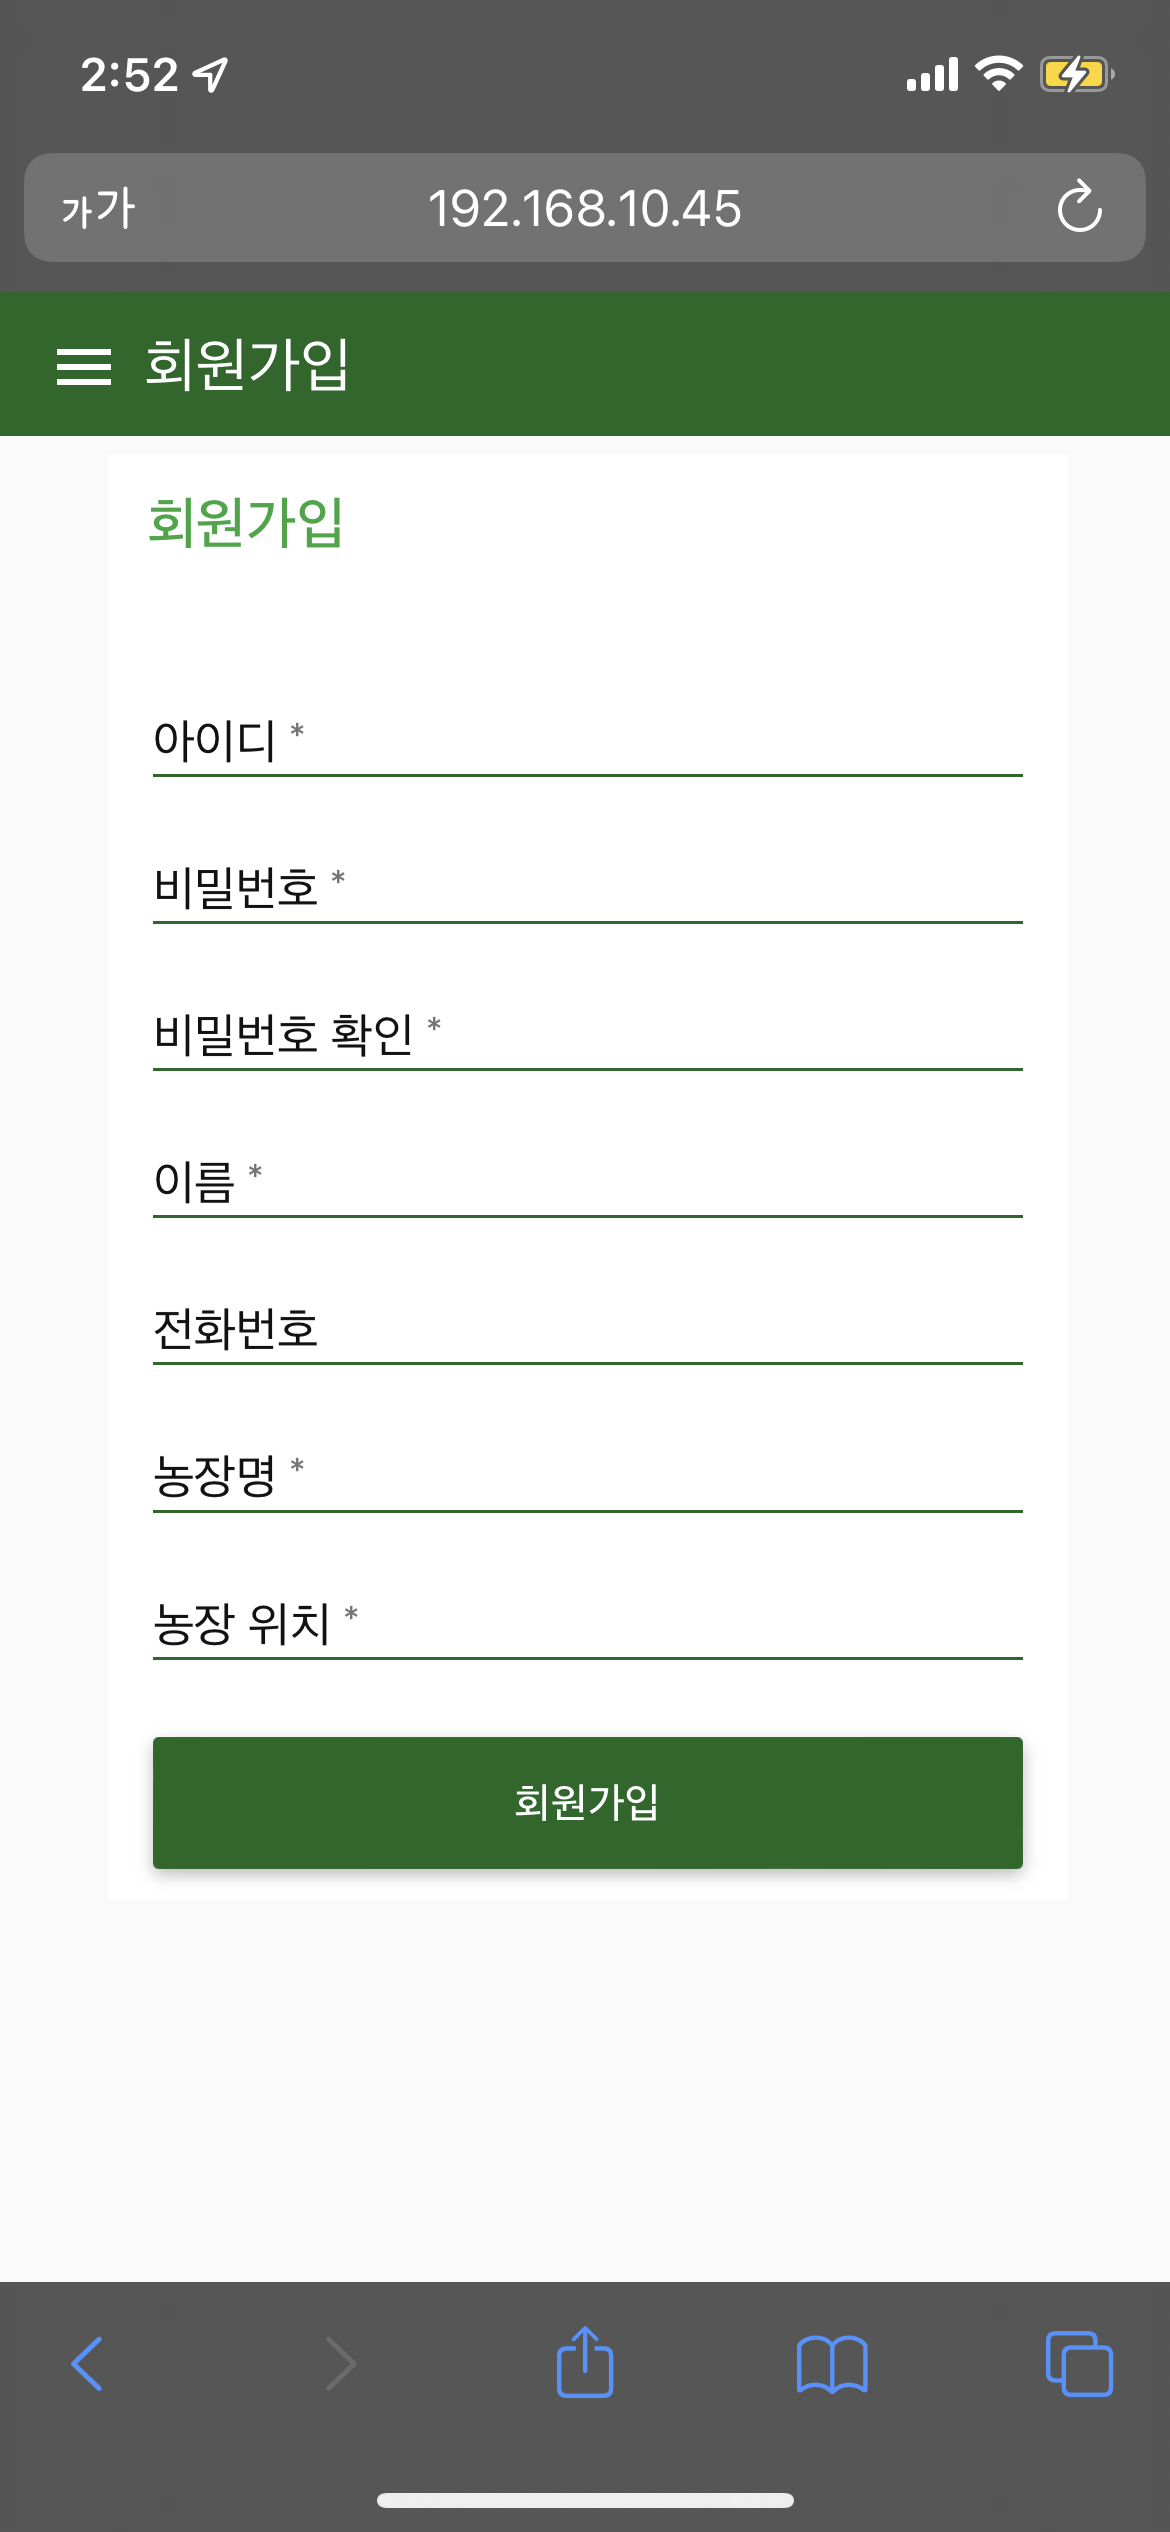 2:52
가가 192.168.10.45
회원가입
회원가입
아이디 *
비밀번호 *
비밀번호 확인 *
이름 *
전화번호
농장명 *
농장 위치 *
회원가입